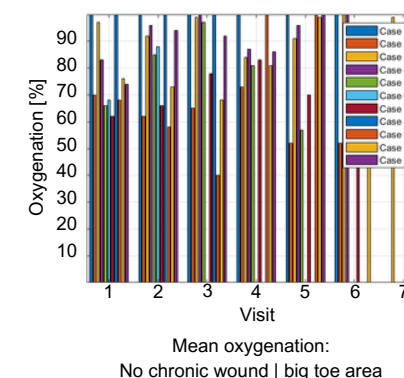 90
80
70
60
50
40
30
20
10
Oxygenation [%]
Case
Case
Case
Case
Case
Case
Case
Case
Case
Case
Case
1 2 3 4 5 6 7
Visit
Mean oxygenation:
No chronic wound | big toe area